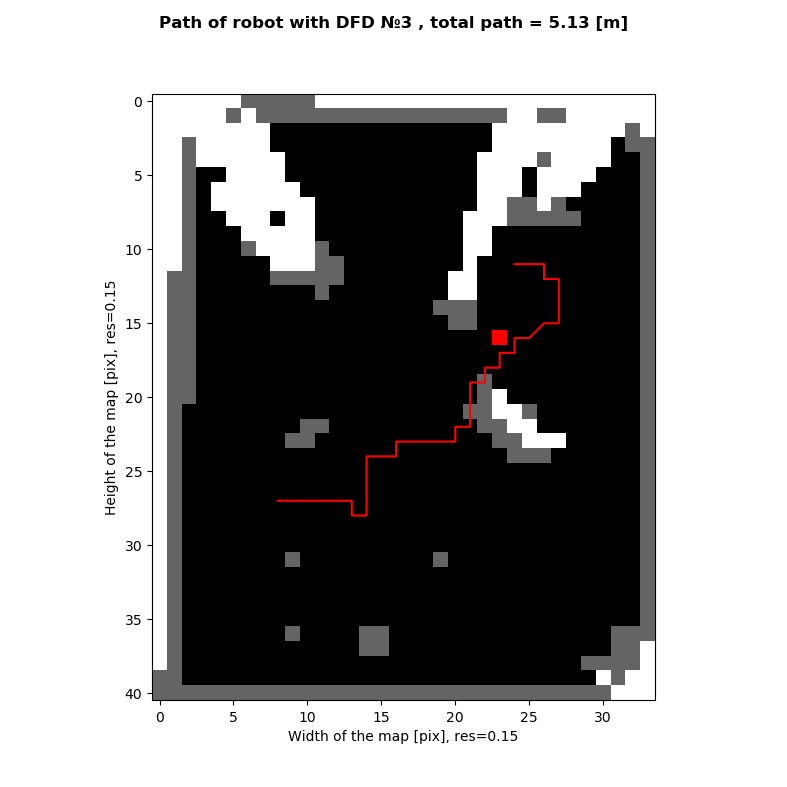 Path of robot with DFD №3 , total path = 5.13 [m]
0
5
10
15
20
25
30
35
40
Height of the map [pix], res=0.15
0 5 10 15 20 25 30
Width of the map [pix], res=0.15